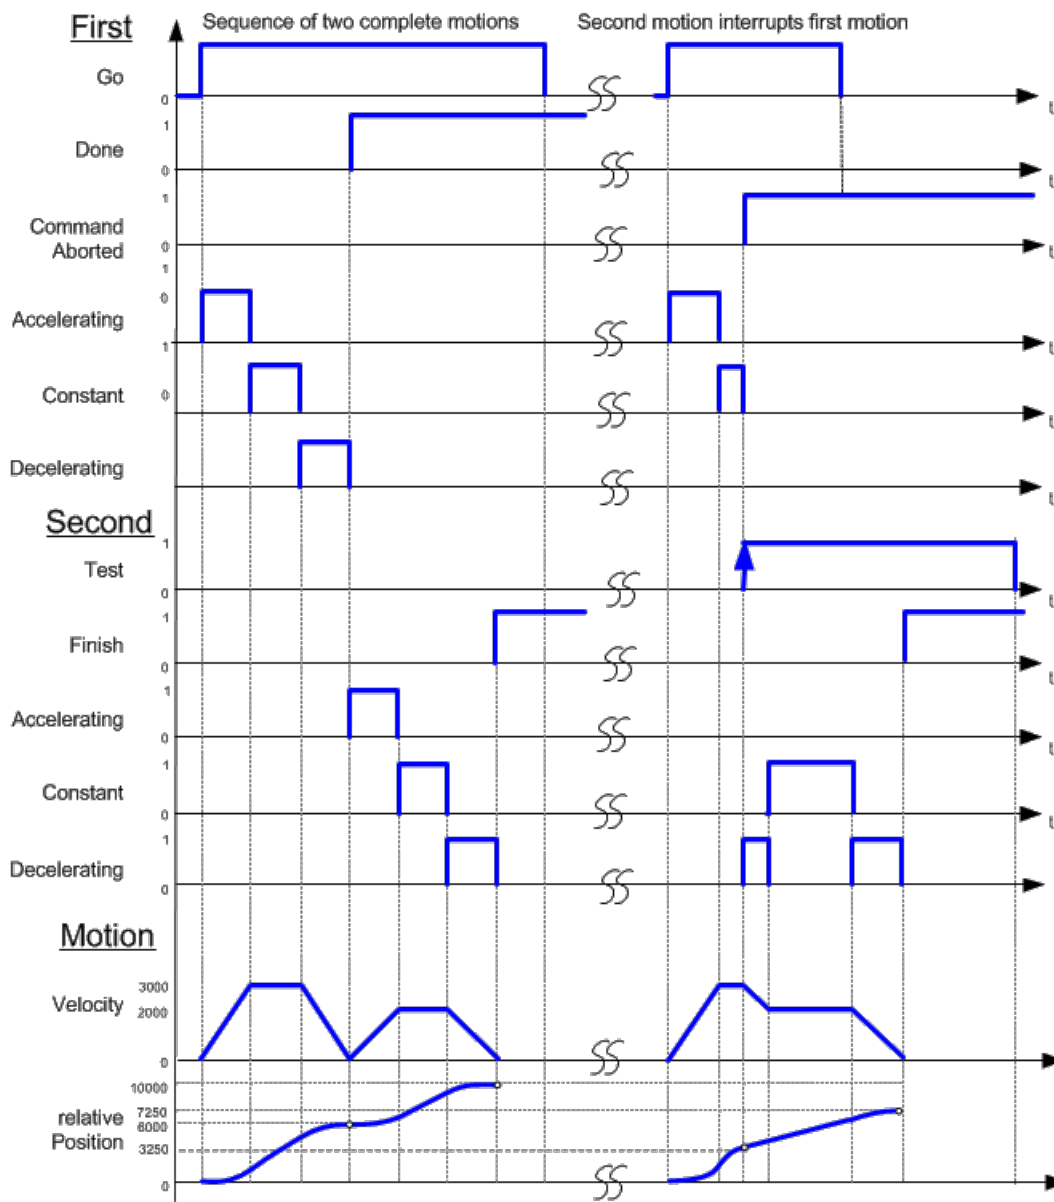 First
Sequence of two complete motions
Second motion interrupts first motion
Go
0
t
1
Done
0
t
1
Command
Aborted
0
t
1
0
Accelerating
1
t
Constant
0
t
Decelerating
t
Second
1
Test
0
t
1
Finish
0
t
1
Accelerating
0
t
1
Constant
0
t
1
Decelerating
0
Motion
3000
Velocity
2000
0
10000
7250
relative
6000
Position
3250
0